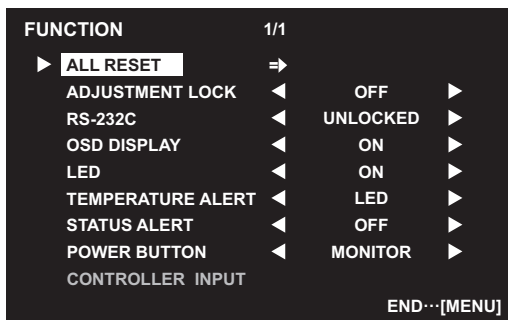 FUNCTION 1/1
ALL RESET
ADJUSTMENT LOCK OFF
RS-232C UNLOCKED
OSD DISPLAY ON
LED ON
TEMPERATURE ALERT LED
STATUS ALERT OFF
POWER BUTTON MONITOR
CONTROLLER INPUT
END···[MENU]